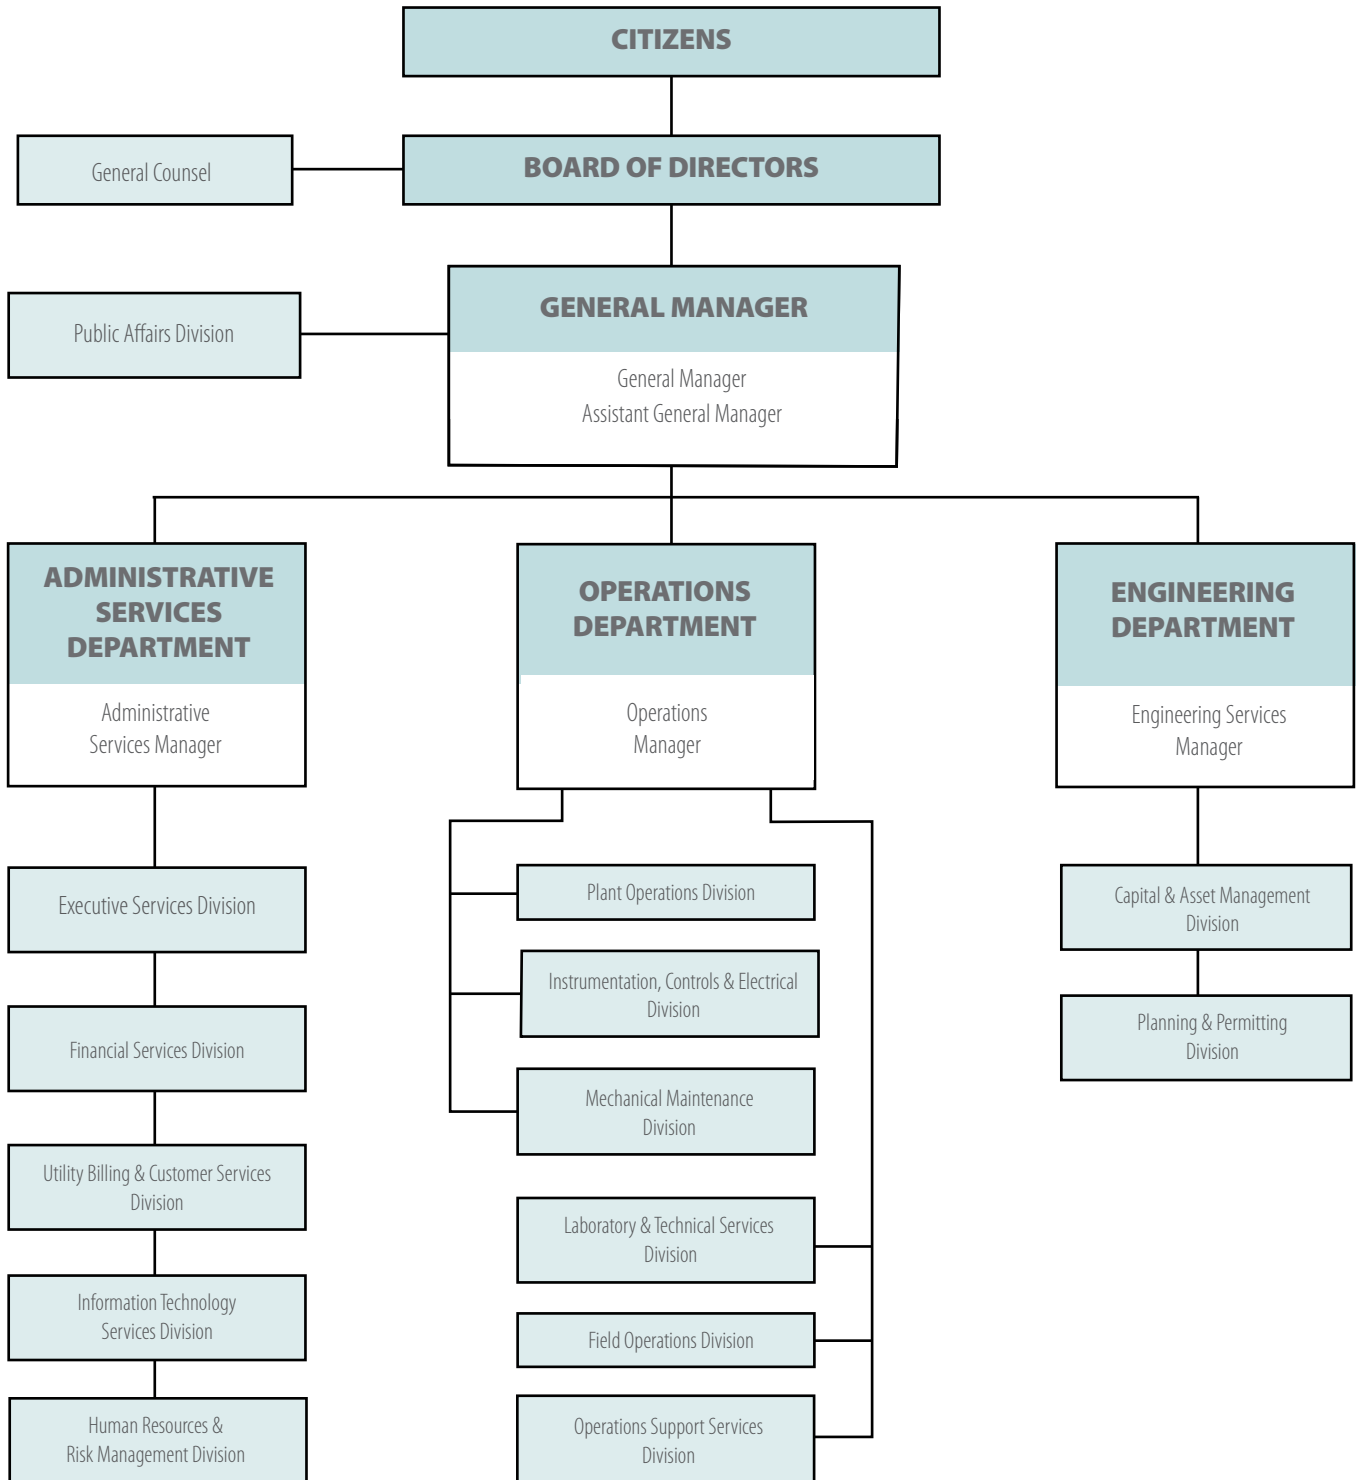 CITIZENS
General Counsel
BOARD OF DIRECTORS
Public Affairs Division
GENERAL MANAGER
General Manager
Assistant General Manager
ADMINISTRATIVE
SERVICES
DEPARTMENT
Administrative
Services Manager
Executive Services Division
Financial Services Division
Utility Billing & Customer Services
Division
Information Technology
Services Division
Human Resources &
Risk Management Division
OPERATIONS
DEPARTMENT
Operations
Manager
Plant Operations Division
Instrumentation, Controls & Electrical
Division
Mechanical Maintenance
Division
Laboratory & Technical Services
Division
Field Operations Division
Operations Support Services
Division
ENGINEERING
DEPARTMENT
Engineering Services
Manager
Capital & Asset Management
Division
Planning & Permitting
Division